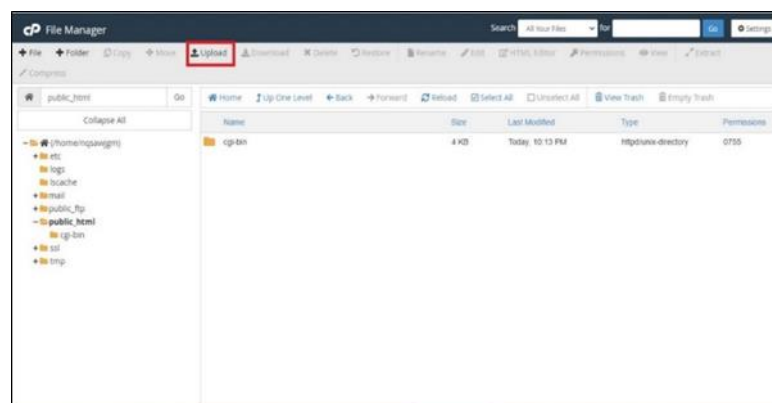 cP File Manager Search All Your Files for Go Settings
+ File + Folder Copy Move Upload Download Delete Restore Rename Edit HTML Editor Permissions View Extract
Compress
public_html Go Home Up One Level Back Forward Reload Select All Unselect All View Trash Empty Trash
Collapse All
Name Size Last Modified Type Permissions
cgi-bin 4 KB Today, 10:13 PM httpd/unix-directory 0755
etc
logs
lscache
mail
public_ftp
public_html
cgi-bin
ssl
tmp